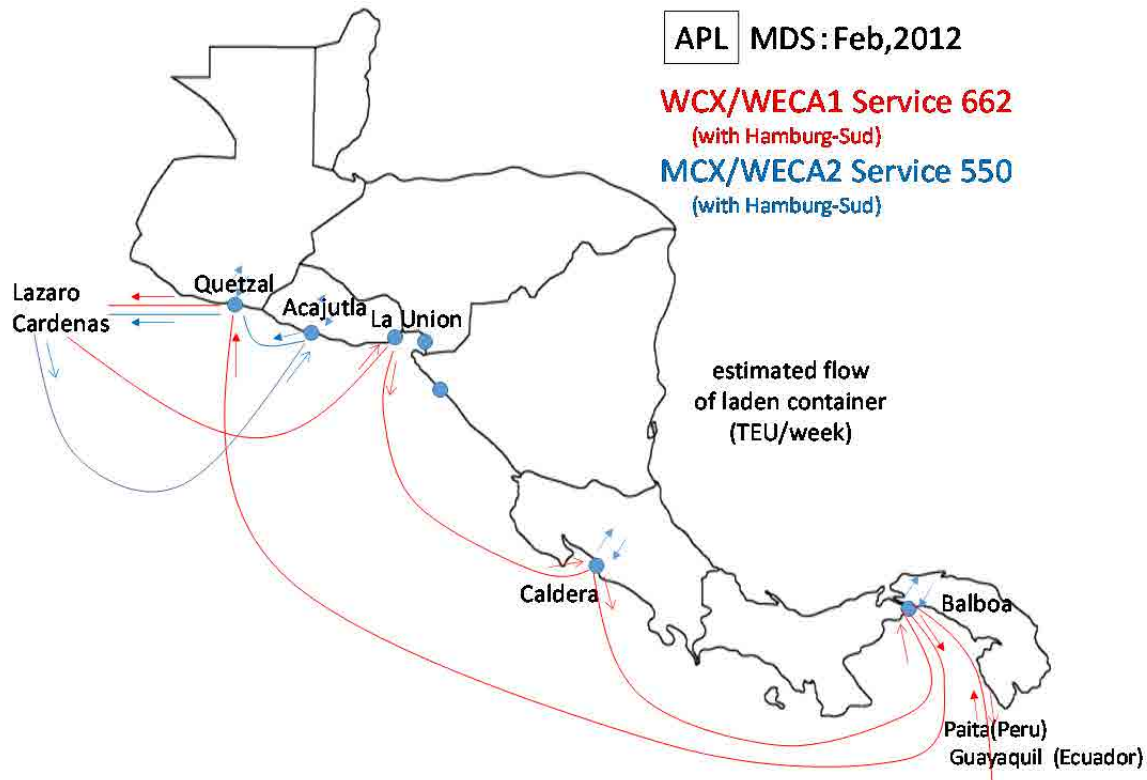 APL MDS : Feb,2012
WCX/WECA1 Service 662
(with Hamburg-Sud)
MCX/WECA2 Service 550
(with Hamburg-Sud)
Quetzal
Lazaro
Cardenas
Acajutla
La Union
estimated flow
of laden container
(TEU/week)
Caldera
Balboa
Paita(Peru)
Guayaquil (Ecuador)